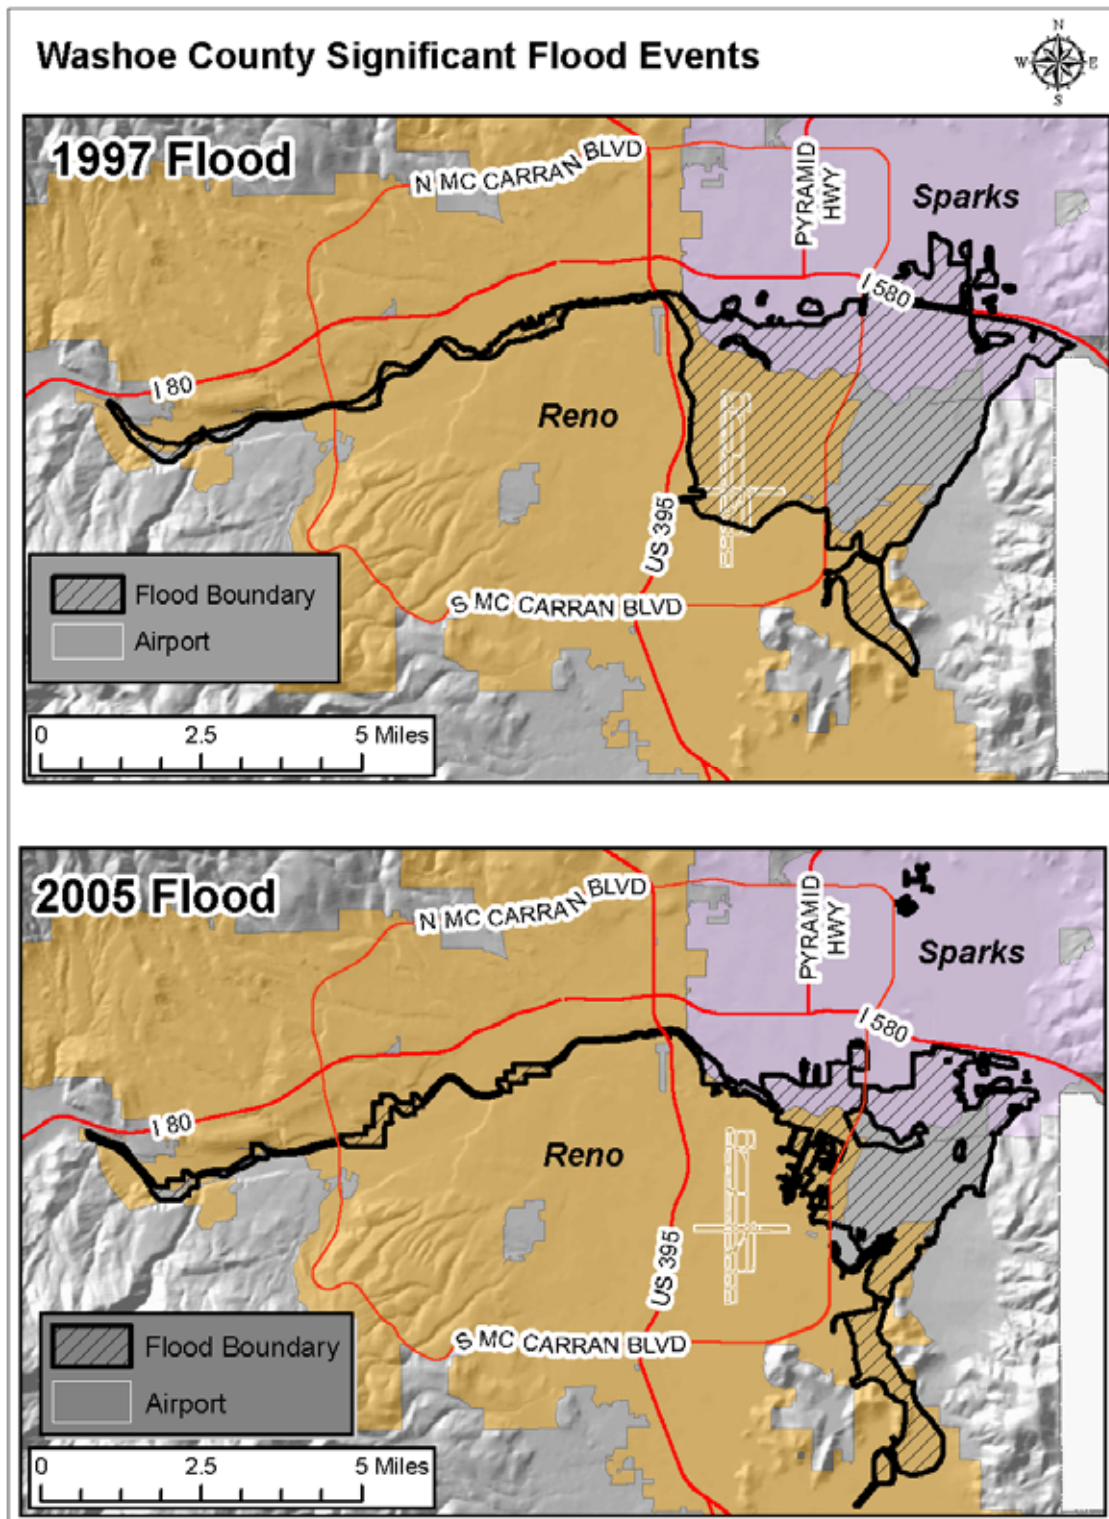 Washoe County Significant Flood Events
N
W E
S
1997 Flood
N MC CARRAN BLVD
PYRAMID
HWY
Sparks
I 580
I 80
Reno
US 395
S MC CARRAN BLVD
Flood Boundary
Airport
0 2.5 5 Miles
2005 Flood
N MC CARRAN BLVD
PYRAMID
HWY
Sparks
I 580
I 80
Reno
US 395
S MC CARRAN BLVD
Flood Boundary
Airport
0 2.5 5 Miles